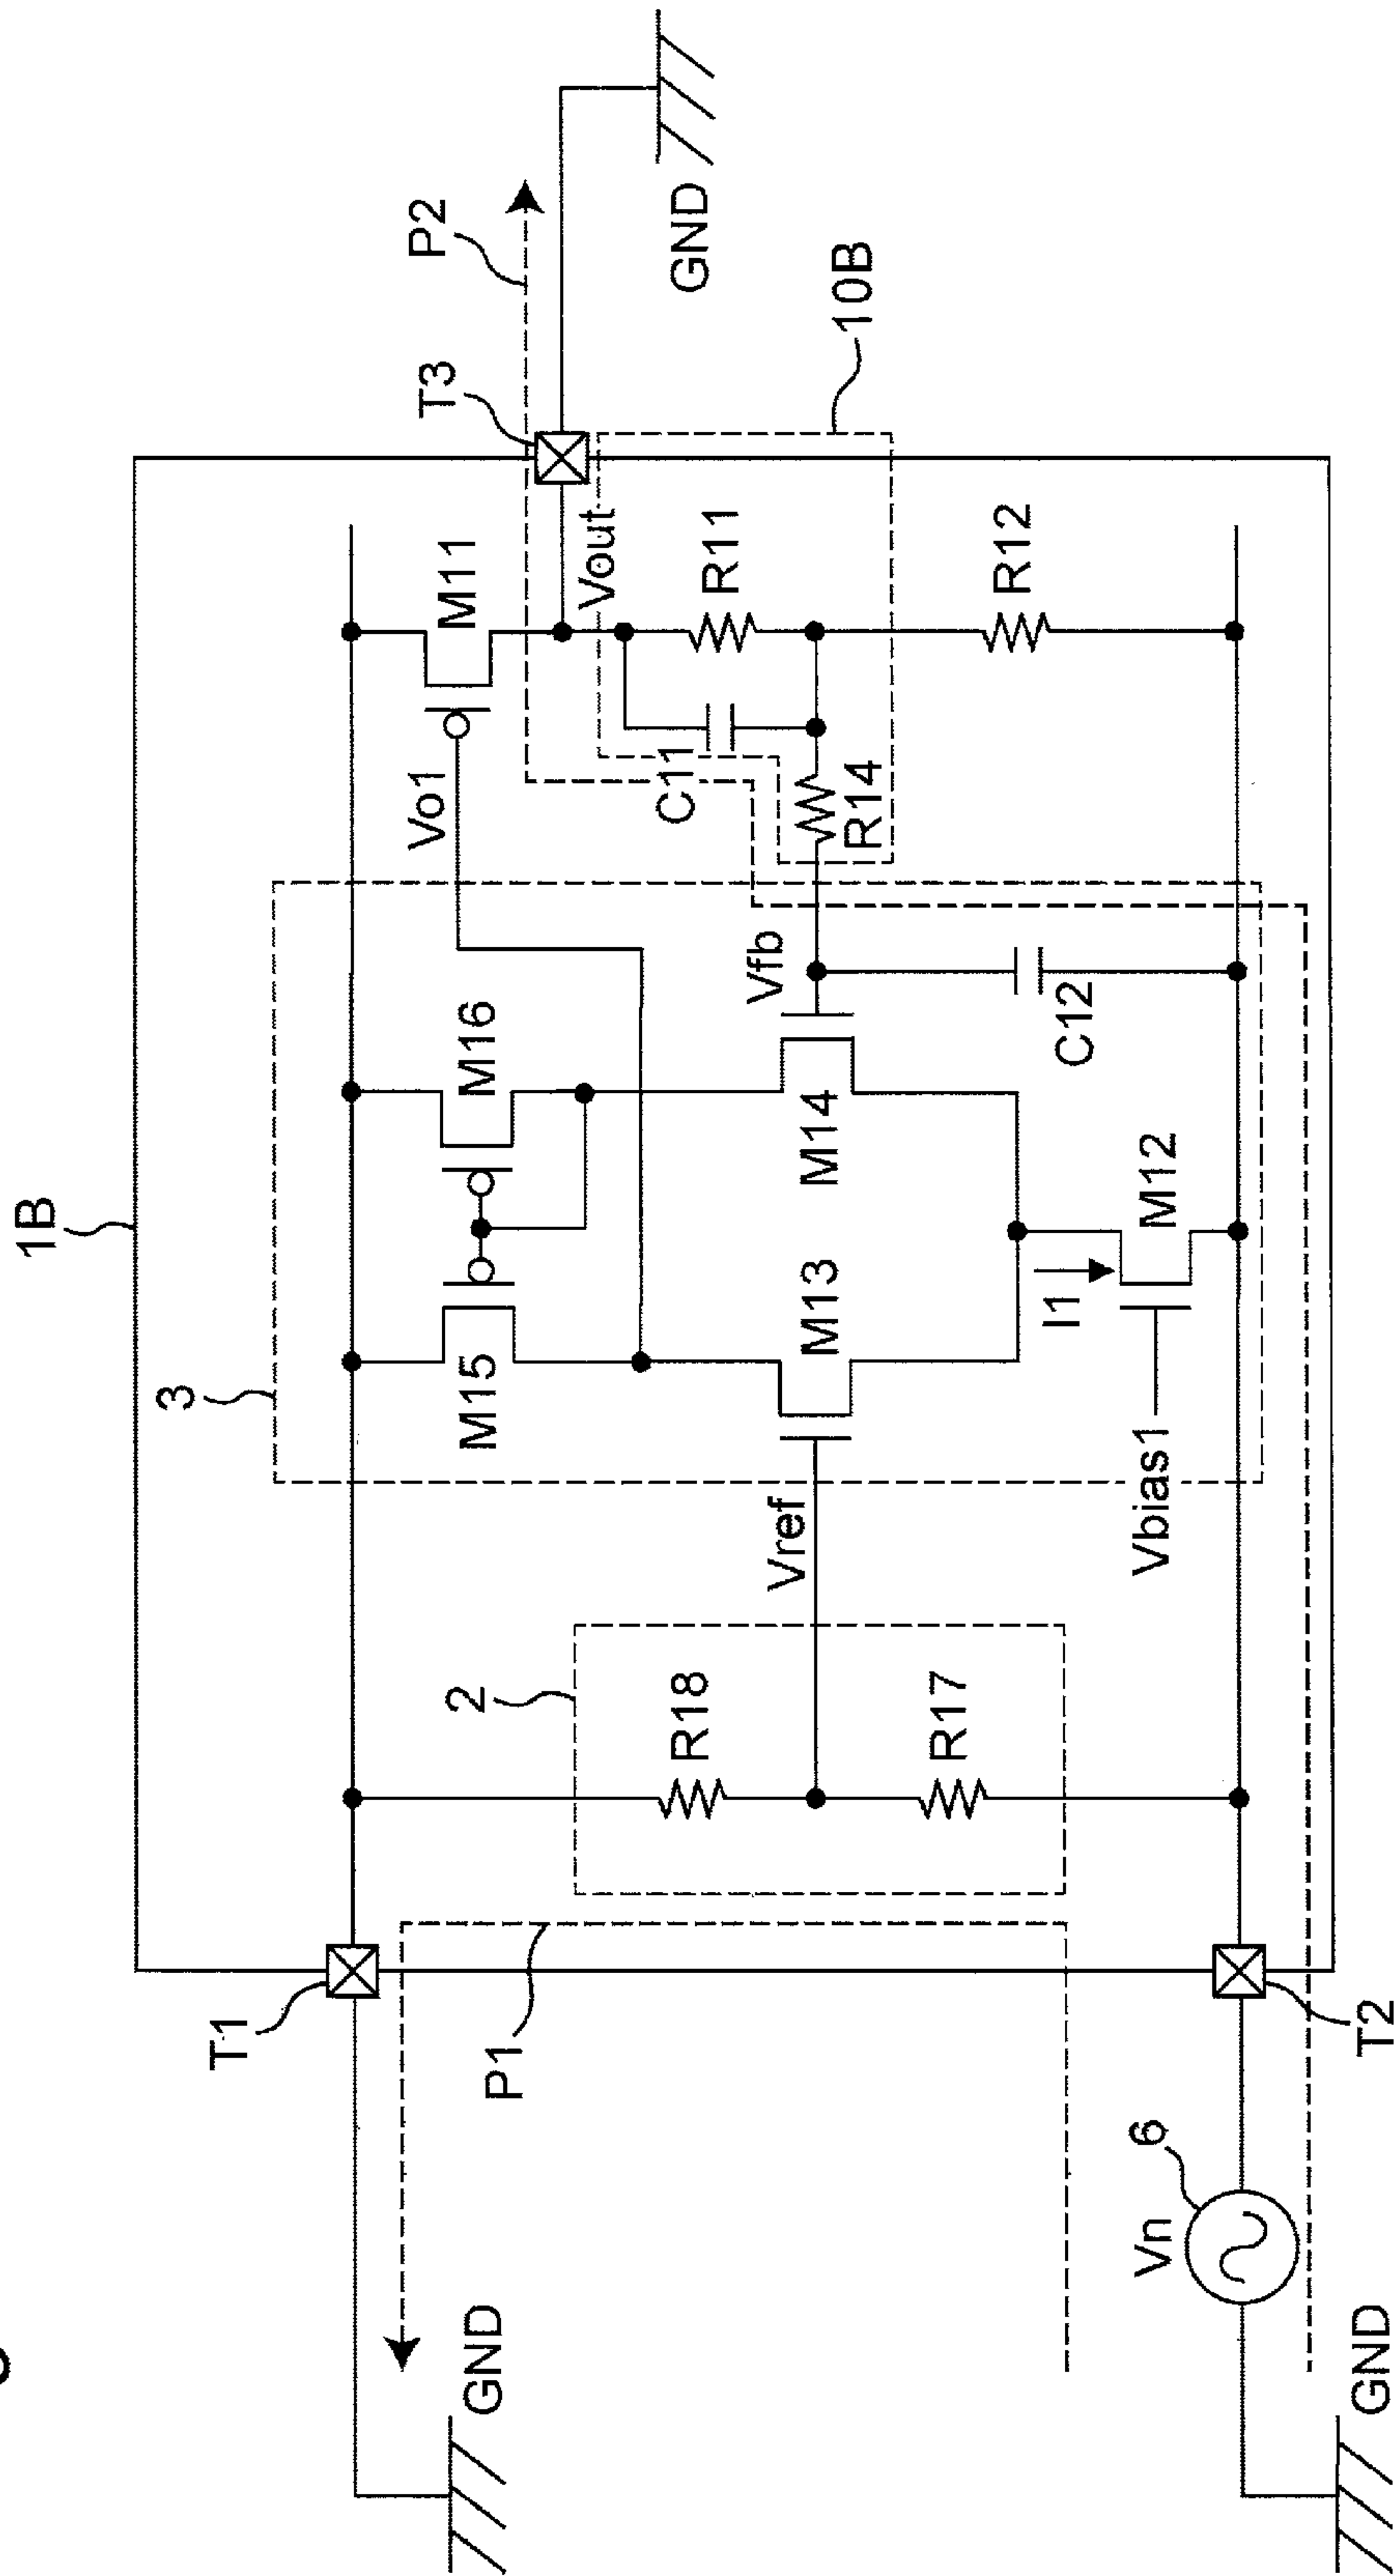 1B
3
T1
M15
M16
M11
Vo1
T3
P2
GND
P1
2
R18
R17
Vref
M13
M14
Vfb
C11
Vout
R11
R14
10B
GND
I1
M12
C12
R12
Vbias1
Vn
6
T2
GND